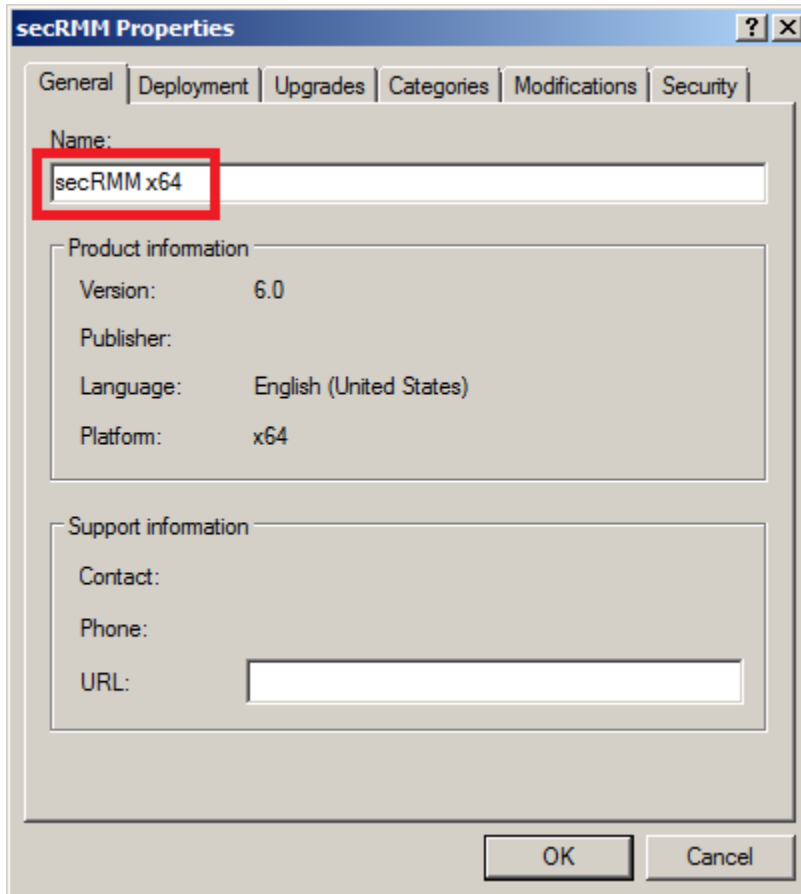 secRMM Properties
General Deployment Upgrades Categories Modifications Security
Name:
secRMM x64
Product information
Version: 6.0
Publisher:
Language: English (United States)
Platform: x64
Support information
Contact:
Phone:
URL:
OK Cancel